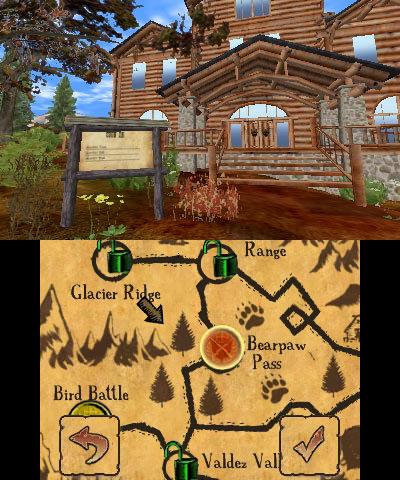 Range
Glacier Ridge
Bearpaw
Pass
Bird Battle
Valdez Vall